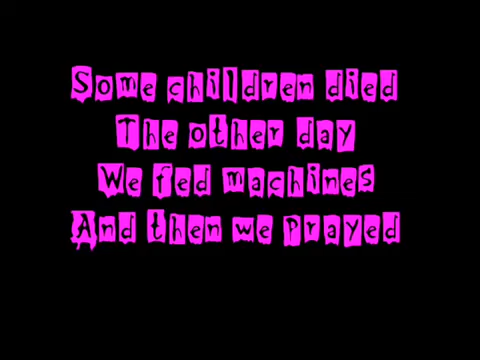 Some children died
The other day
We fed machines
And then we prayed